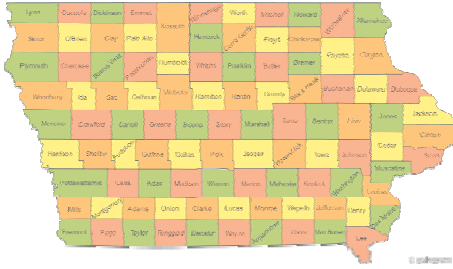 Lyon Osceola Dickinson Emmet Winnebago Worth Mitchell Howard Winneshiek Allamakee
Kossuth
Sioux O'Brien Clay Palo Alto Hancock Cerro Gordo Floyd Chickasaw
Fayette Clayton
Plymouth Cherokee Buena Vista Pocahontas Humboldt Wright Franklin Butler Bremer
Woodbury Ida Sac Calhoun Webster Hamilton Hardin Grundy Black Hawk Buchanan Delaware Dubuque
Jones Jackson
Monona Crawford Carroll Greene Boone Story Marshall Tama Benton Linn
Clinton
Cedar
Harrison Shelby Audubon Guthrie Dallas Polk Jasper Poweshiek Iowa Johnson Scott
Muscatine
Pottawattamie Cass Adair Madison Warren Marion Mahaska Keokuk Washington
Louisa
Mills Montgomery Adams Union Clarke Lucas Monroe Wapello Jefferson Henry
Des Moines
Fremont Page Taylor Ringgold Decatur Wayne Appanoose Davis Van Buren
Lee